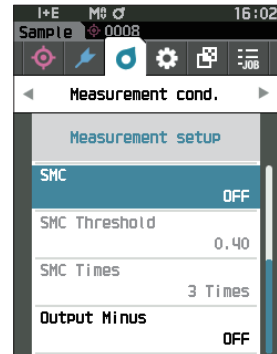 I+E M0 16:02
Sample 0008
JOB
Measurement cond.
Measurement setup
SMC
OFF
SMC Threshold
0.40
SMC Times
3 Times
Output Minus
OFF